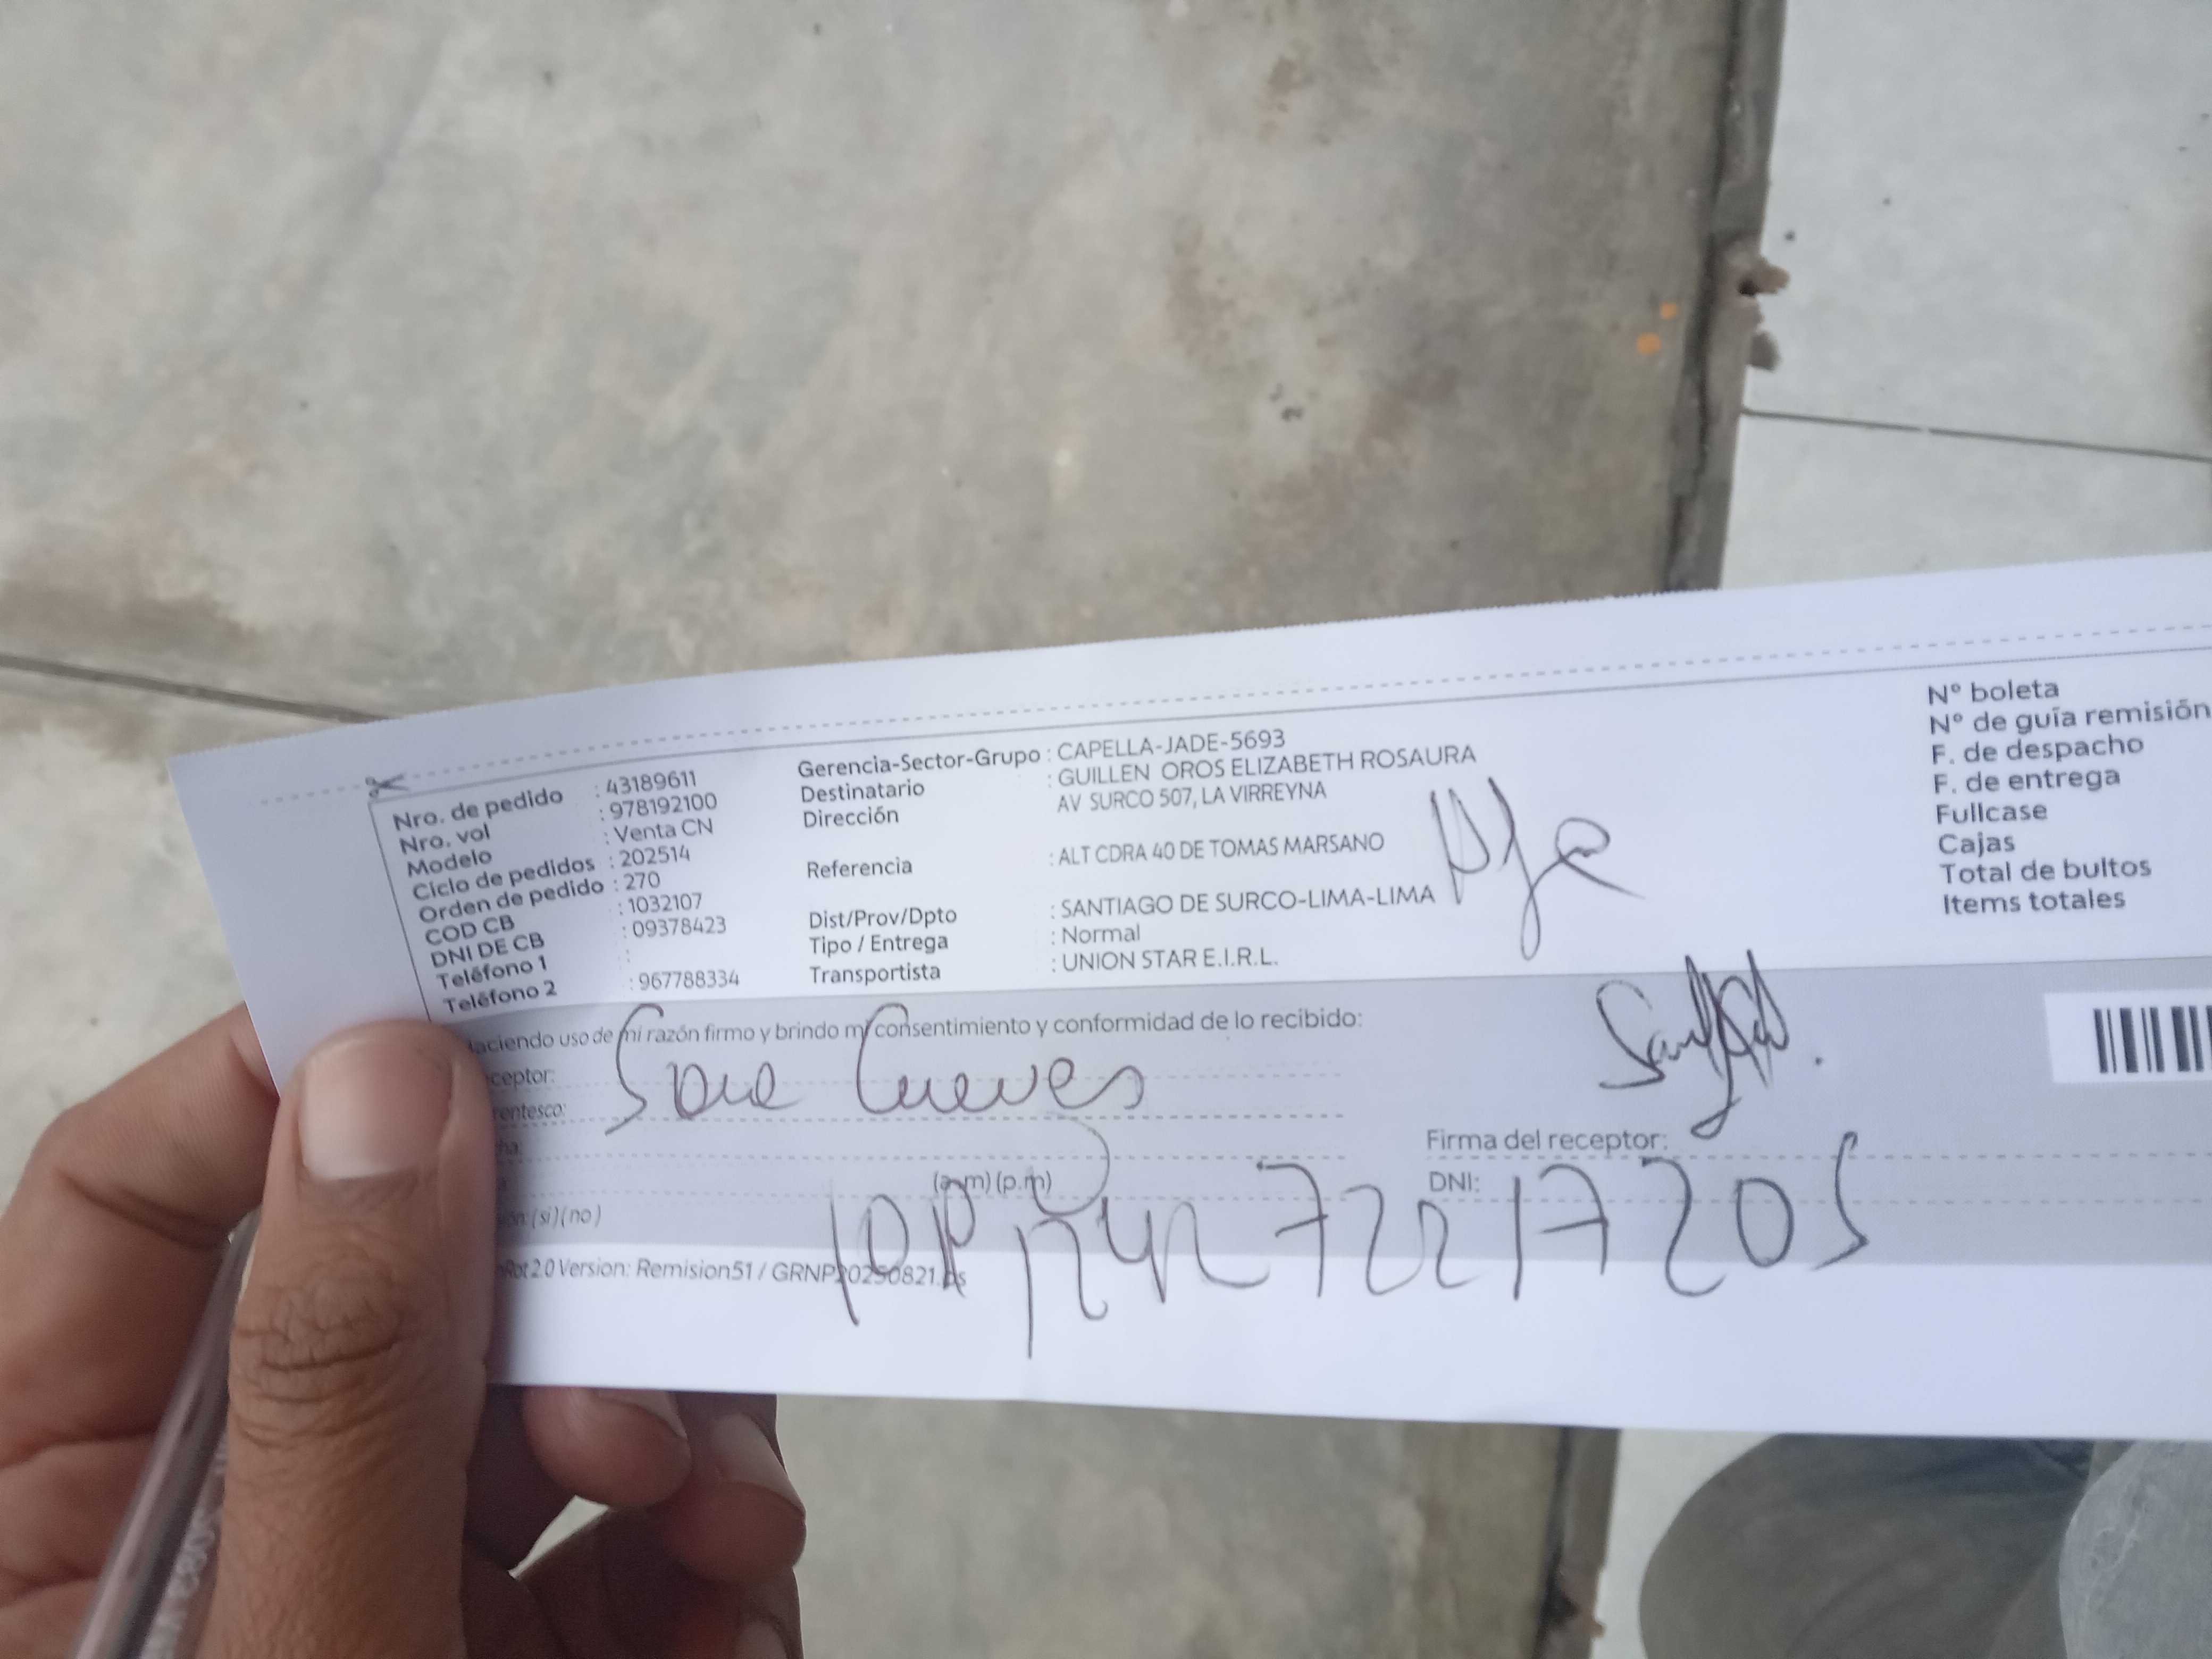 Nro. de pedido : 43189611
Nro. vol : 978192100
Modelo : Venta CN
Ciclo de pedidos : 202514
Orden de pedido : 270
COD CB : 1032107
DNI DE CB : 09378423
Teléfono 1 :
Teléfono 2 : 967788334
Gerencia-Sector-Grupo : CAPELLA-JADE-5693
Destinatario : GUILLEN OROS ELIZABETH ROSAURA
Dirección AV SURCO 507, LA VIRREYNA
Referencia : ALT CDRA 40 DE TOMAS MARSANO
Dist/Prov/Dpto : SANTIAGO DE SURCO-LIMA-LIMA
Tipo / Entrega : Normal
Transportista : UNION STAR E.I.R.L.
N° boleta
N° de guía remisión
F. de despacho
F. de entrega
Fullcase
Cajas
Total de bultos
Items totales
aciendo uso de mi razón firmo y brindo mi consentimiento y conformidad de lo recibido:
ceptor:
entesco: Cuevas
ha:
(a.m) (p.m)
(si) (no)
Firma del receptor:
DNI: 72217205
2.0 Version: Remision51 / GRNP20250821.ps